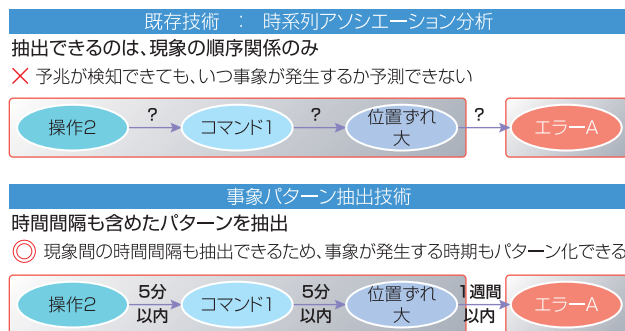 既存技術 : 時系列アソシエーション分析
抽出できるのは、現象の順序関係のみ
× 予兆が検知できても、いつ事象が発生するか予測できない
操作2 ? コマンド1 ? 位置ずれ ? エラーA
大
事象パターン抽出技術
時間間隔も含めたパターンを抽出
◎ 現象間の時間間隔も抽出できるため、事象が発生する時期もパターン化できる
5分 5分 1週間
操作2 コマンド1 位置ずれ エラーA
以内 以内 大 以内